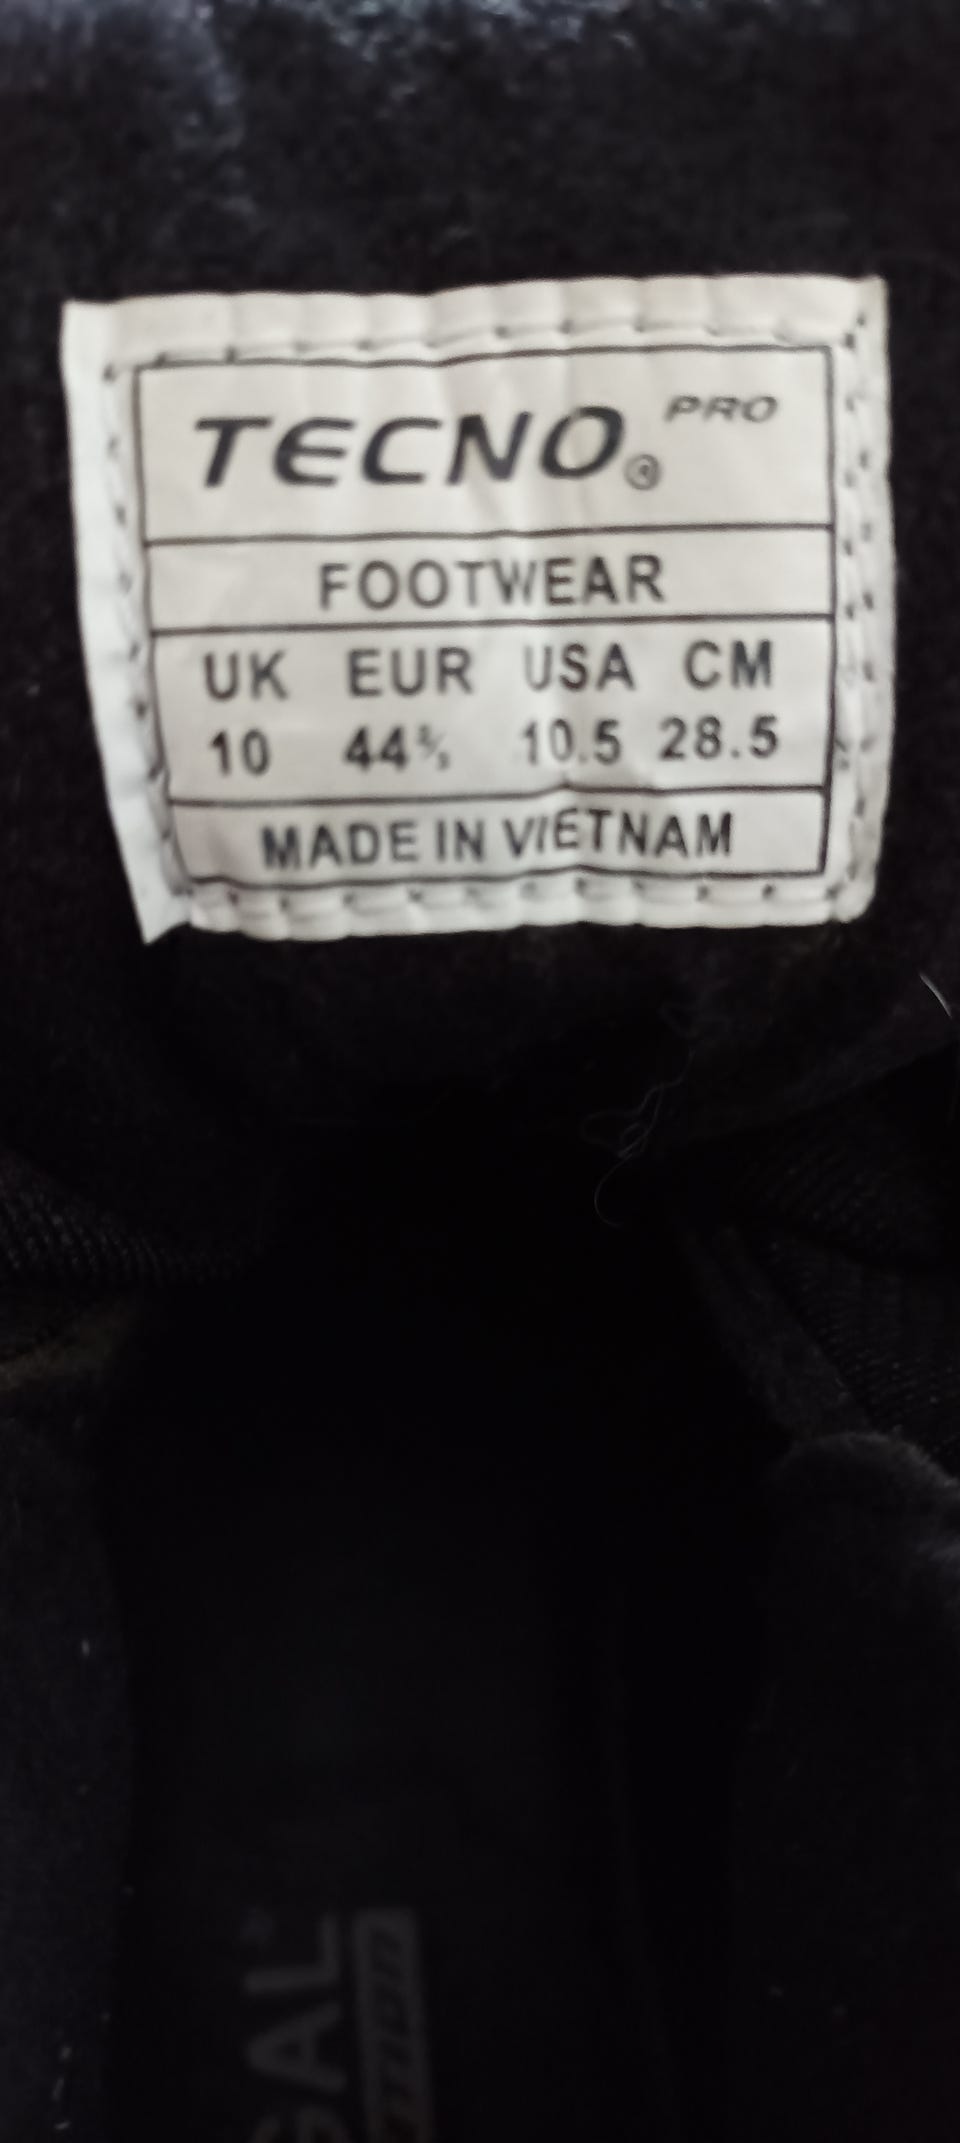 TECNO® PRO
FOOTWEAR
UK EUR USA CM
10 44⅔ 10.5 28.5
MADE IN VIETNAM